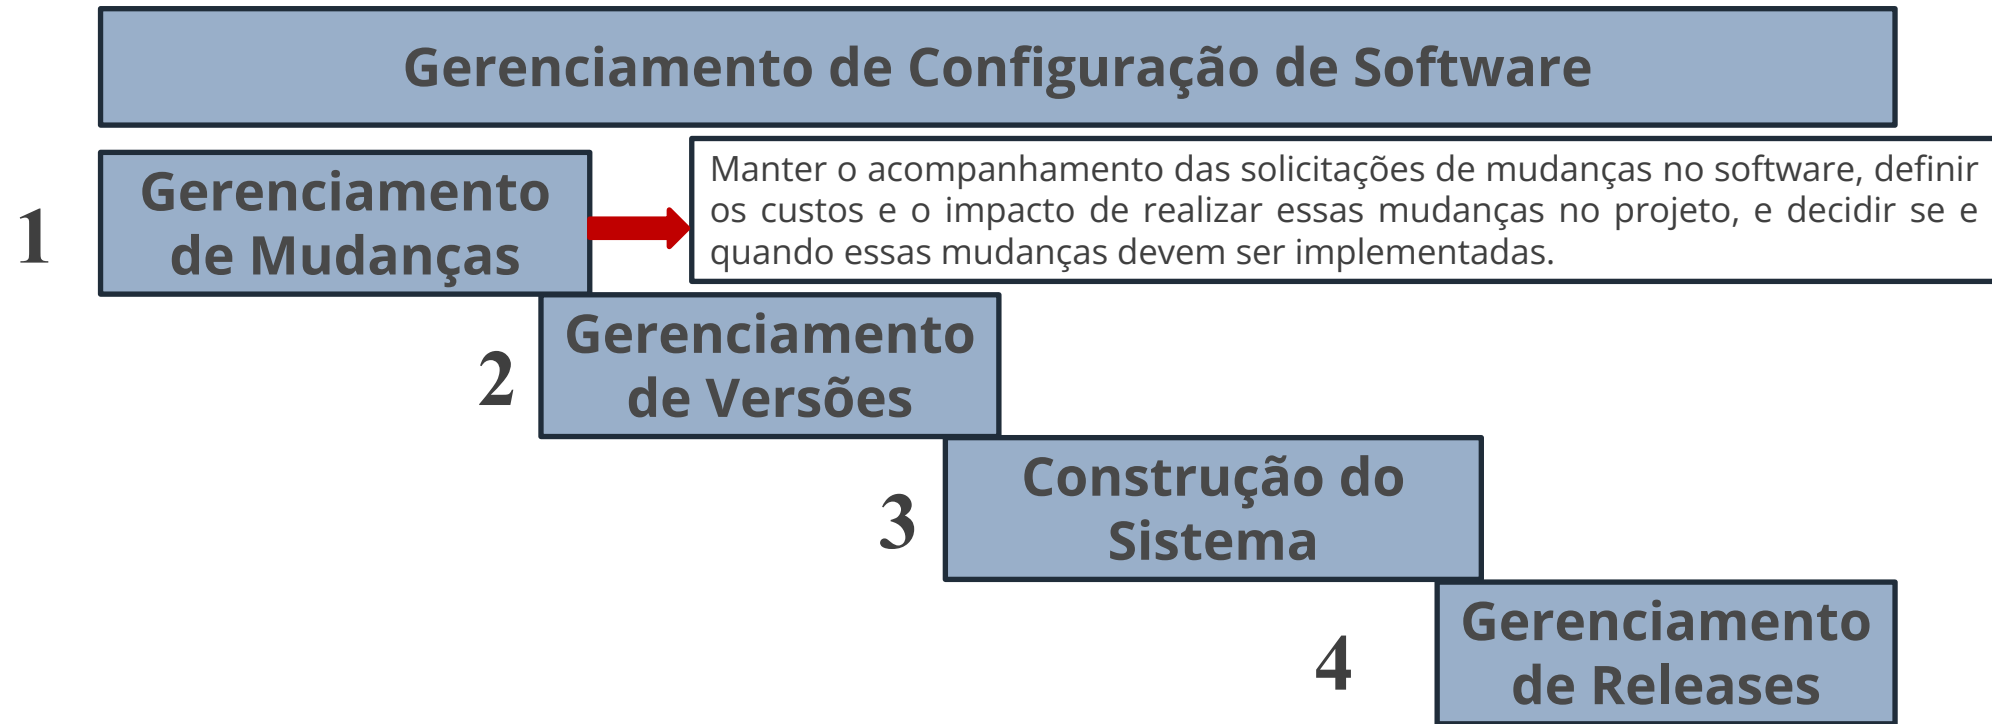 Gerenciamento de Configuração de Software
1
Gerenciamento
de Mudanças
Manter o acompanhamento das solicitações de mudanças no software, definir
os custos e o impacto de realizar essas mudanças no projeto, e decidir se e
quando essas mudanças devem ser implementadas.
2
Gerenciamento
de Versões
3
Construção do
Sistema
4
Gerenciamento
de Releases